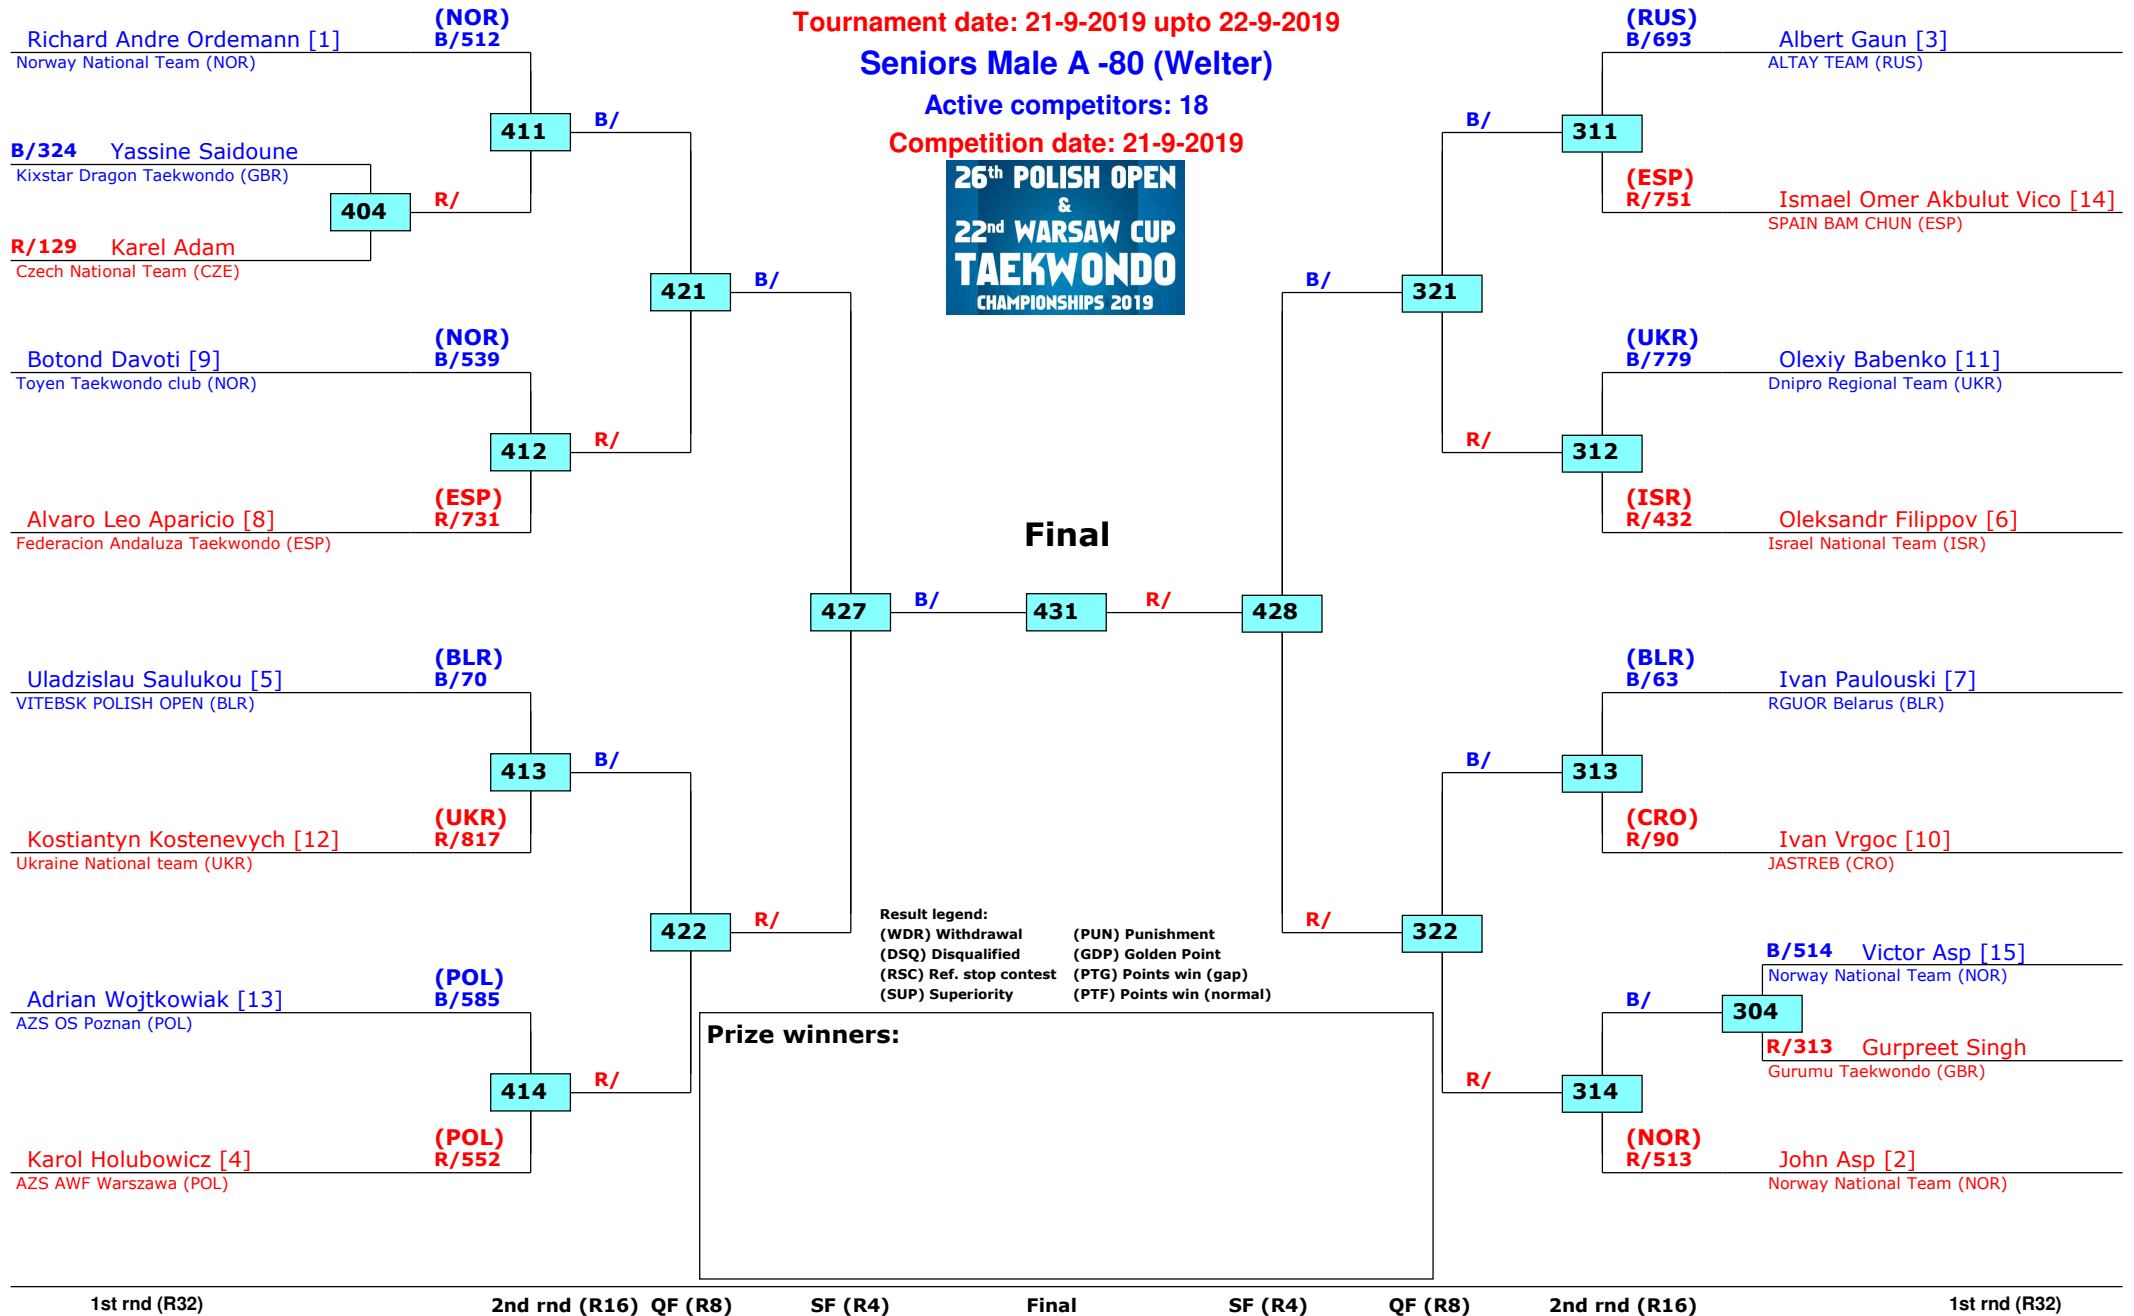 Tournament date: 21-9-2019 upto 22-9-2019
Seniors Male A -80 (Welter)
Active competitors: 18
Competition date: 21-9-2019
26th POLISH OPEN
&
22nd WARSAW CUP
TAEKWONDO
CHAMPIONSHIPS 2019
(NOR)
Richard Andre Ordemann [1] B/512
Norway National Team (NOR)
411 B/
B/324 Yassine Saidoune
Kixstar Dragon Taekwondo (GBR)
404 R/
R/129 Karel Adam
Czech National Team (CZE)
421 B/
(NOR)
Botond Davoti [9] B/539
Toyen Taekwondo club (NOR)
412 R/
(ESP)
Alvaro Leo Aparicio [8] R/731
Federacion Andaluza Taekwondo (ESP)
Final
427 B/ 431 R/ 428
(BLR)
Uladzislau Saulukou [5] B/70
VITEBSK POLISH OPEN (BLR)
413 B/
(UKR)
Kostiantyn Kostenevych [12] R/817
Ukraine National team (UKR)
422 R/
(POL)
Adrian Wojtkowiak [13] B/585
AZS OS Poznan (POL)
414 R/
(POL)
Karol Holubowicz [4] R/552
AZS AWF Warszawa (POL)
(RUS)
B/693 Albert Gaun [3]
ALTAY TEAM (RUS)
B/ 311
(ESP)
R/751 Ismael Omer Akbulut Vico [14]
SPAIN BAM CHUN (ESP)
B/ 321
(UKR)
B/779 Olexiy Babenko [11]
Dnipro Regional Team (UKR)
R/ 312
(ISR)
R/432 Oleksandr Filippov [6]
Israel National Team (ISR)
(BLR)
B/63 Ivan Paulouski [7]
RGUOR Belarus (BLR)
B/ 313
(CRO)
R/90 Ivan Vrgoc [10]
JASTREB (CRO)
R/ 322
B/514 Victor Asp [15]
Norway National Team (NOR)
B/ 304
R/313 Gurpreet Singh
Gurumu Taekwondo (GBR)
R/ 314
(NOR)
R/513 John Asp [2]
Norway National Team (NOR)
Result legend:
(WDR) Withdrawal (PUN) Punishment
(DSQ) Disqualified (GDP) Golden Point
(RSC) Ref. stop contest (PTG) Points win (gap)
(SUP) Superiority (PTF) Points win (normal)
Prize winners:
1st rnd (R32) 2nd rnd (R16) QF (R8) SF (R4) Final SF (R4) QF (R8) 2nd rnd (R16) 1st rnd (R32)